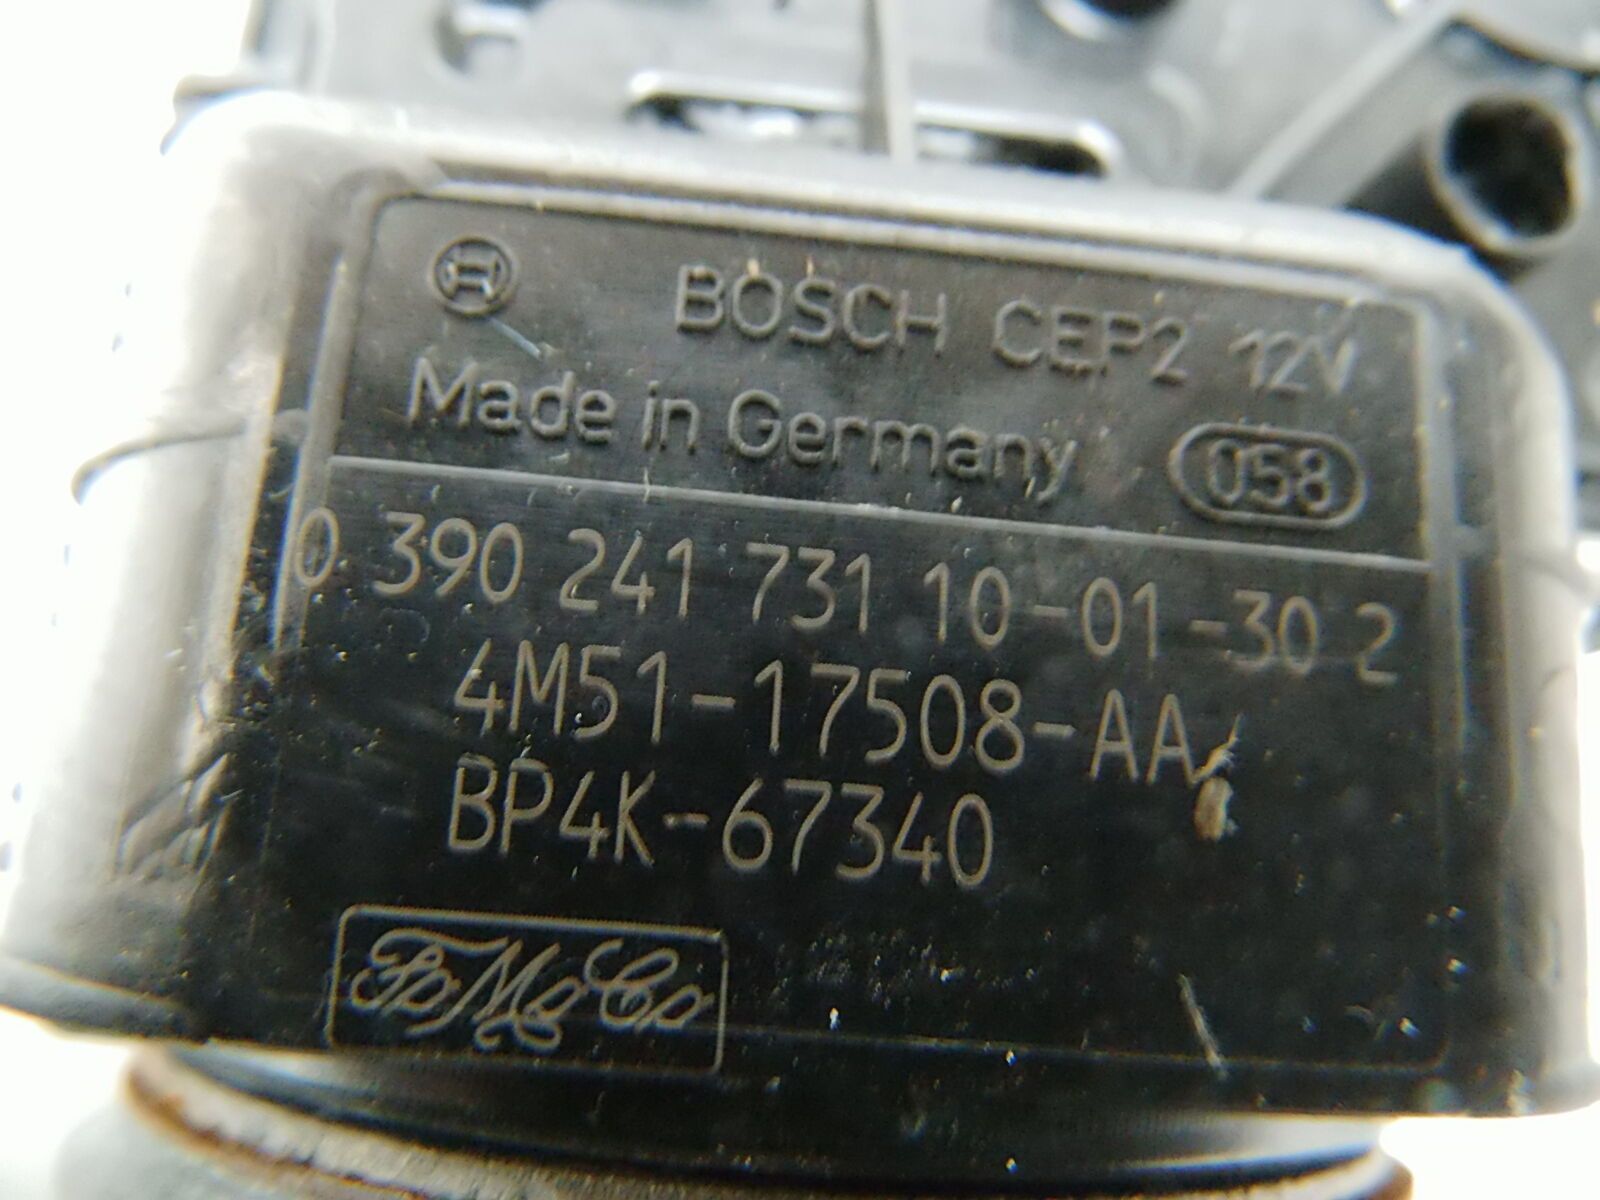 BOSCH CEP2 12V
Made in Germany 058
0 390 241 731 10-01-30 2
4M51-17508-AA
BP4K-67340
FoMoCo